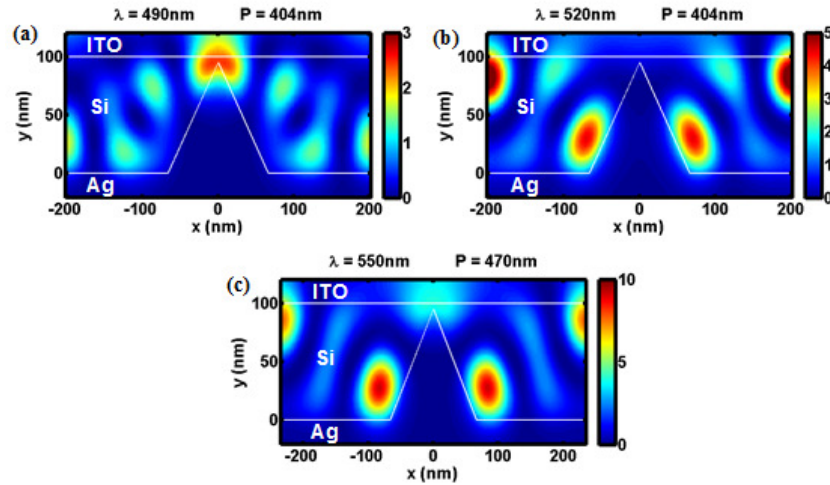 λ = 490nm P = 404nm
(a)
ITO
Si
Ag
y (nm)
100
50
0
-200 -100 0 100 200
x (nm)
3
2
1
0
λ = 520nm P = 404nm
(b)
ITO
Si
Ag
y (nm)
100
50
0
-200 -100 0 100 200
x (nm)
5
4
3
2
1
0
λ = 550nm P = 470nm
(c)
ITO
Si
Ag
y (nm)
100
50
0
-200 -100 0 100 200
x (nm)
10
5
0